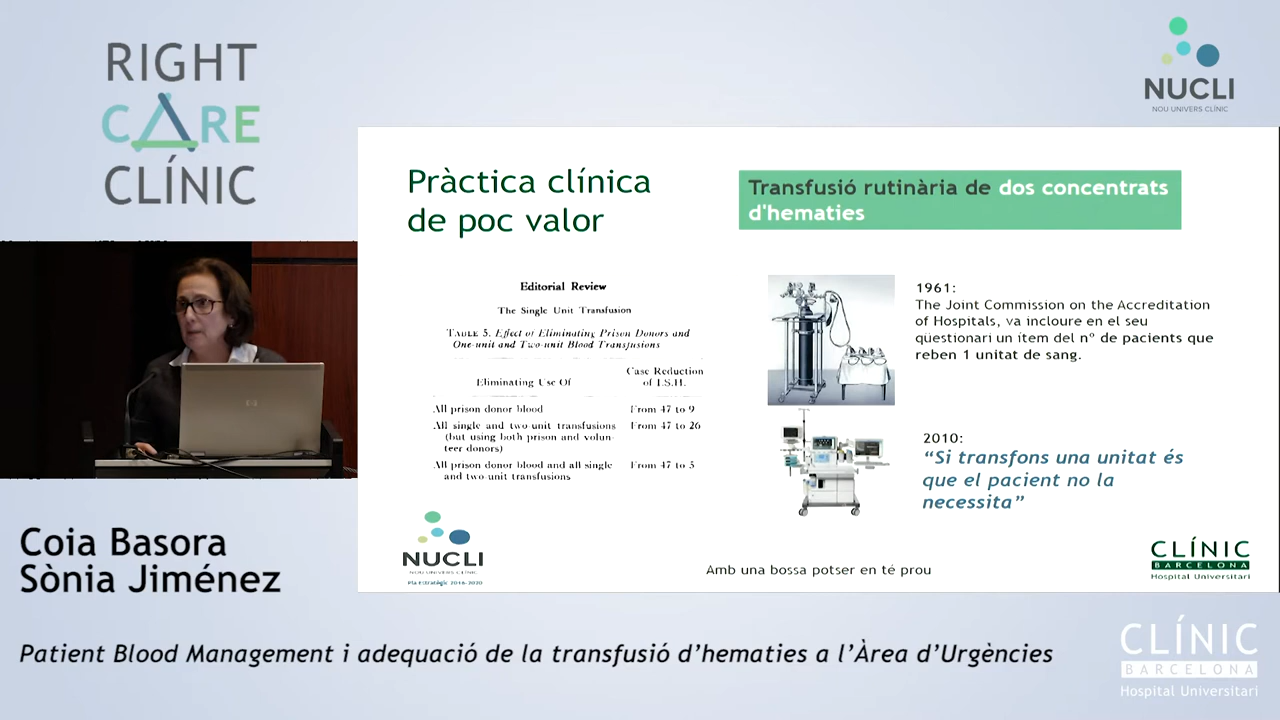 RIGHT
CARE
CLÍNIC
NUCLI
NOU UNIVERS CLÍNIC
Pràctica clínica
de poc valor
Transfusió rutinària de dos concentrats
d'hematies
Editorial Review
The Single Unit Transfusion
TABLE 3. Effect of Eliminating Prison Donors and
One-unit and Two-unit Blood Transfusions
Eliminating Use Of
Case Reduction
of I.S.H.
All prison donor blood
From 47 to 9
All single and two-unit transfusions
(but using both prison and volun-
teer donors)
From 47 to 26
All prison donor blood and all single
and two-unit transfusions
From 47 to 3
1961:
The Joint Commission on the Accreditation
of Hospitals, va incloure en el seu
qüestionari un ítem del nº de pacients que
reben 1 unitat de sang.
2010:
“Si transfons una unitat és
que el pacient no la
necessita”
Amb una bossa potser en té prou
NUCLI
NOU UNIVERS CLÍNIC
Pla estratègic 2016-2020
CLÍNIC
BARCELONA
Hospital Universitari
hp
Coia Basora
Sònia Jiménez
Patient Blood Management i adequació de la transfusió d’hematies a l’Àrea d’Urgències
CLÍNIC
BARCELONA
Hospital Universitari